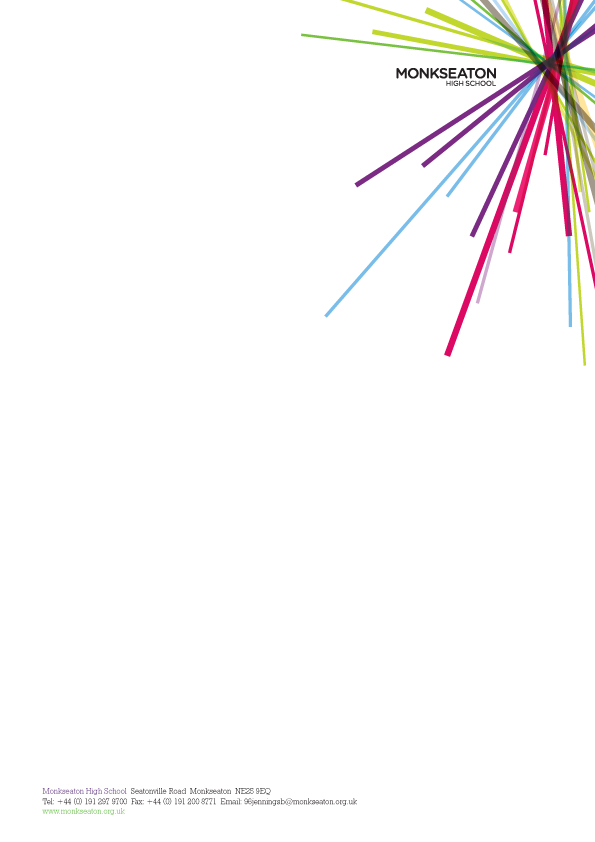 MONKSEATON
HIGH SCHOOL
Monkseaton High School Seatonville Road Monkseaton NE25 9EQ
Tel: +44 (0) 191 297 9700 Fax: +44 (0) 191 200 8771 Email: 96jenningsb@monkseaton.org.uk
www.monkseaton.org.uk